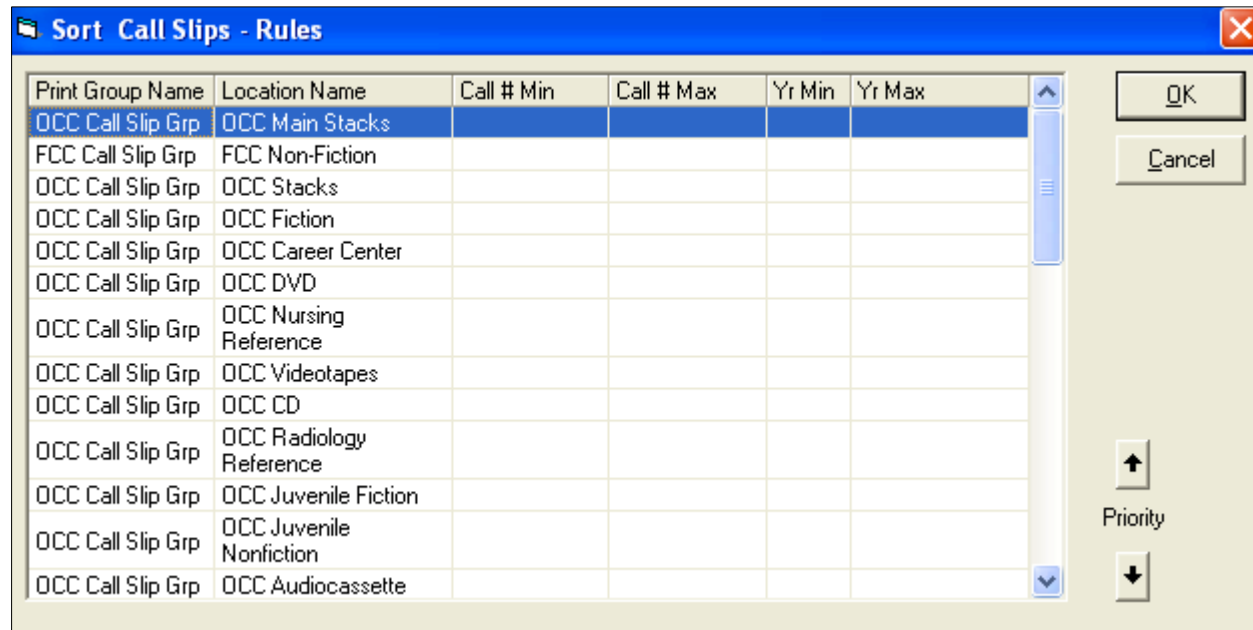 Sort Call Slips - Rules
Print Group Name Location Name Call # Min Call # Max Yr Min Yr Max
OCC Call Slip Grp OCC Main Stacks
FCC Call Slip Grp FCC Non-Fiction
OCC Call Slip Grp OCC Stacks
OCC Call Slip Grp OCC Fiction
OCC Call Slip Grp OCC Career Center
OCC Call Slip Grp OCC DVD
OCC Call Slip Grp OCC Nursing
Reference
OCC Call Slip Grp OCC Videotapes
OCC Call Slip Grp OCC CD
OCC Call Slip Grp OCC Radiology
Reference
OCC Call Slip Grp OCC Juvenile Fiction
OCC Call Slip Grp OCC Juvenile
Nonfiction
OCC Call Slip Grp OCC Audiocassette
OK
Cancel
Priority